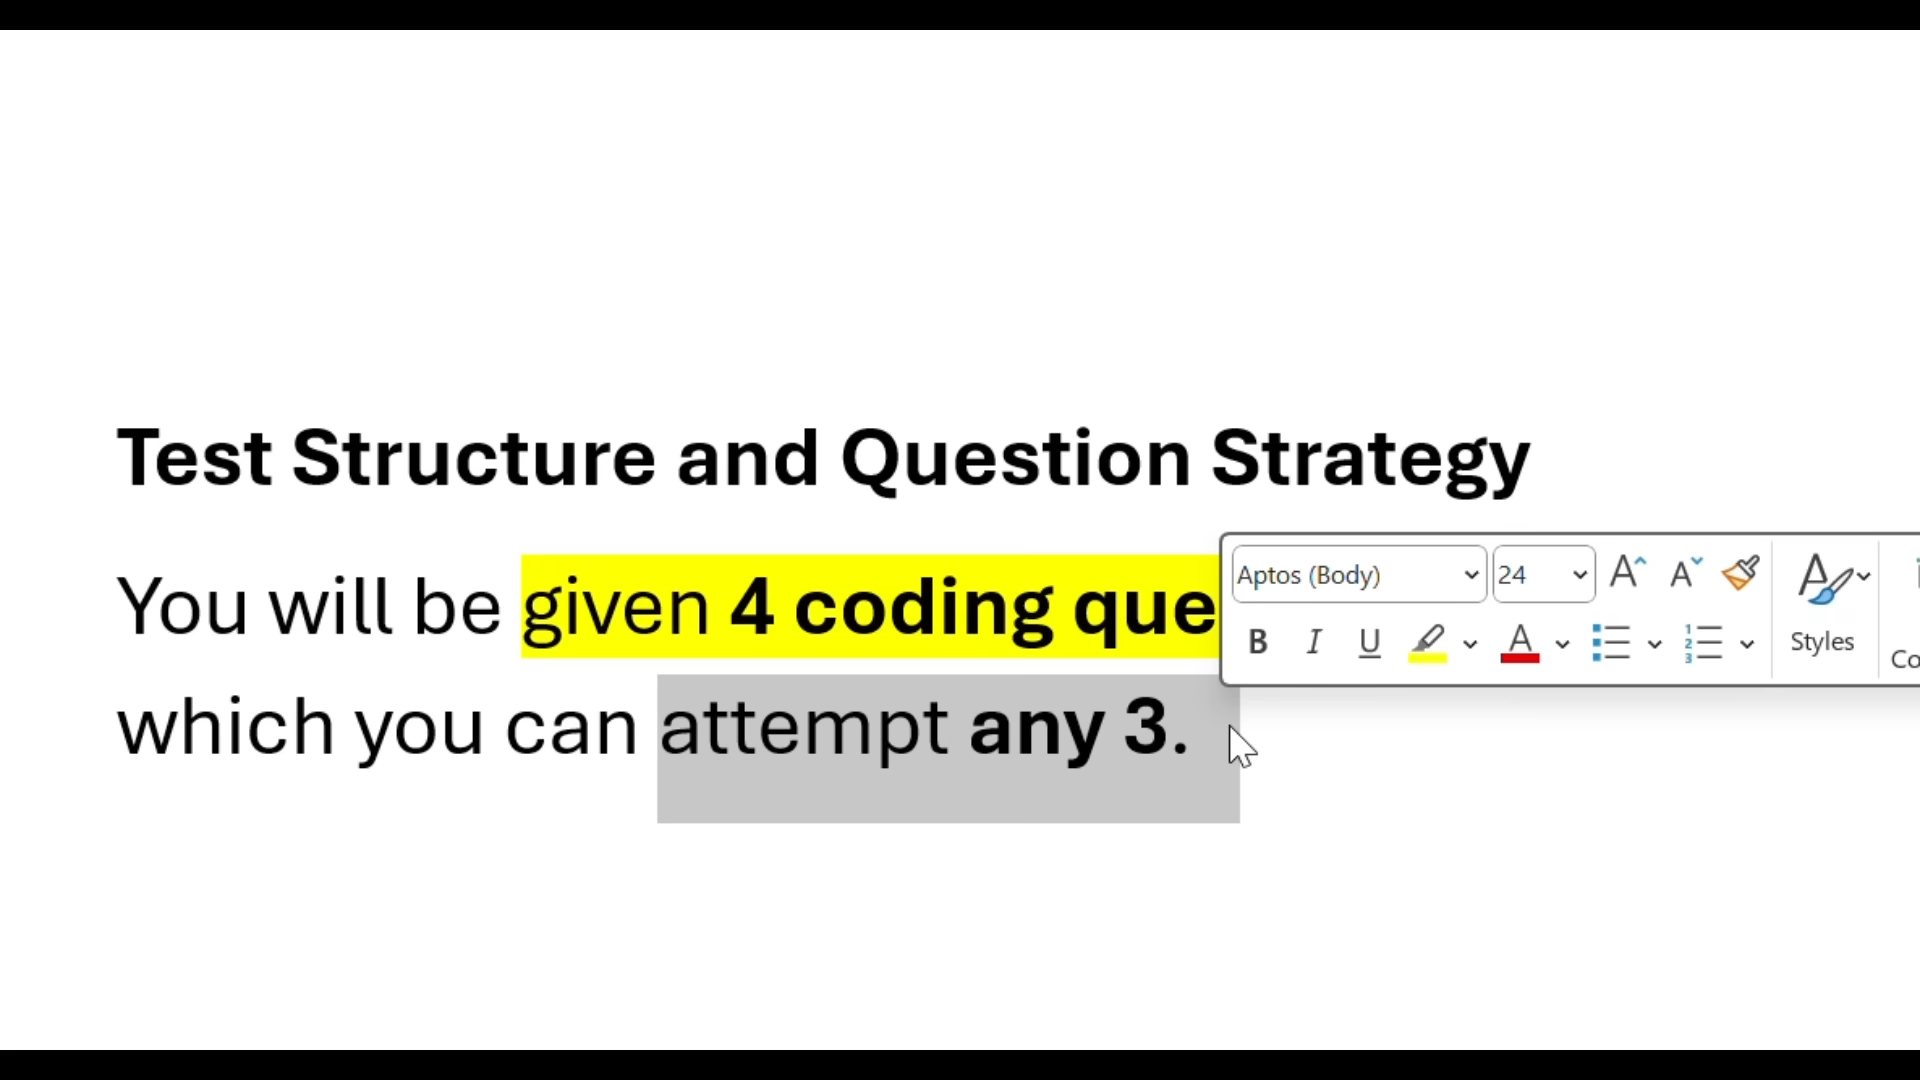 Test Structure and Question Strategy
You will be given 4 coding que
which you can attempt any 3.
Aptos (Body) 24
B I U A Styles
Co